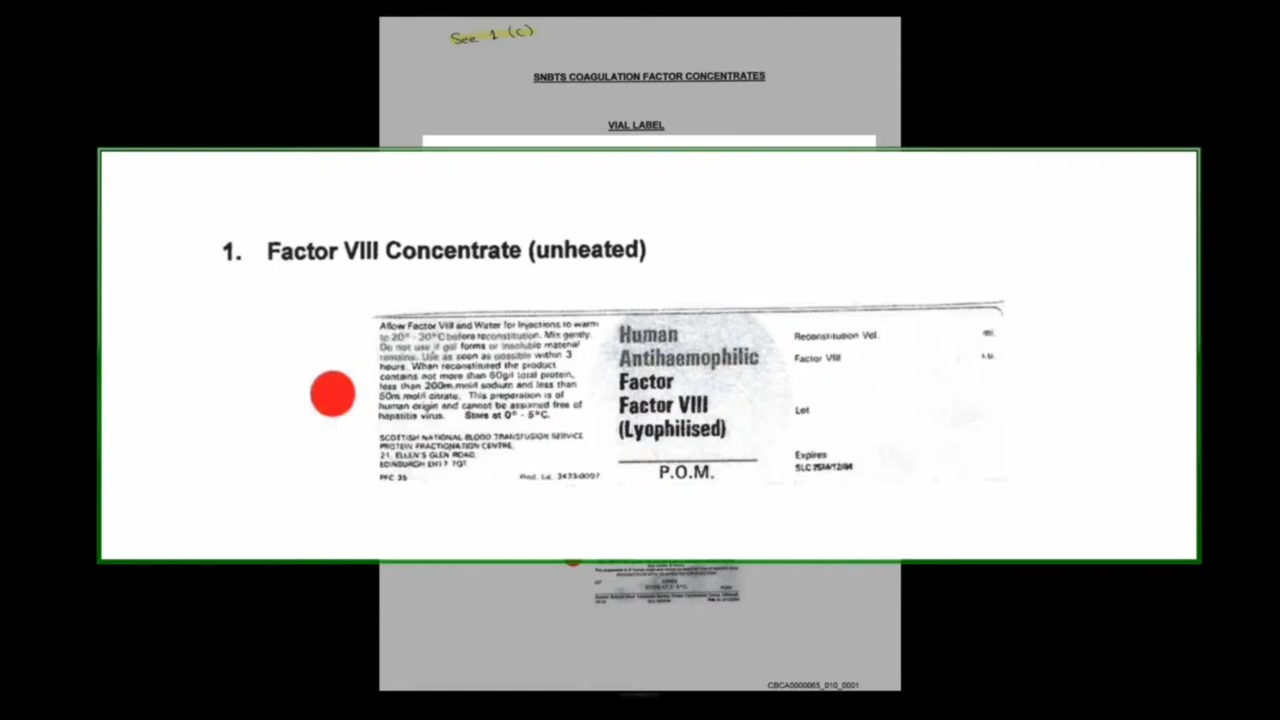 See 1 (c)
SNBTS COAGULATION FACTOR CONCENTRATES
VIAL LABEL
1. Factor VIII Concentrate (unheated)
Allow Factor VIII and Water for Injections to warm
to 20° - 30°C before reconstitution. Mix gently.
Do not use if gel forms or insoluble material
remains. Use as soon as possible within 3
hours. When reconstituted the product
contains not more than 60g/l total protein,
less than 200m.mol/l sodium and less than
50m mol/l citrate. This preparation is of
human origin and cannot be assumed free of
hepatitis virus. Store at 0° - 5°C.
SCOTTISH NATIONAL BLOOD TRANSFUSION SERVICE
PROTEIN FRACTIONATION CENTRE,
21, ELLEN'S GLEN ROAD,
EDINBURGH EH17 7QT
PFC 35 Prod. Lic. 3473/0007
Human
Antihaemophilic
Factor
Factor VIII
(Lyophilised)
P.O.M.
Reconstitution Vol. ml.
Factor VIII i.u.
Lot
Expires
SLC
CBCA0000065_010_0001